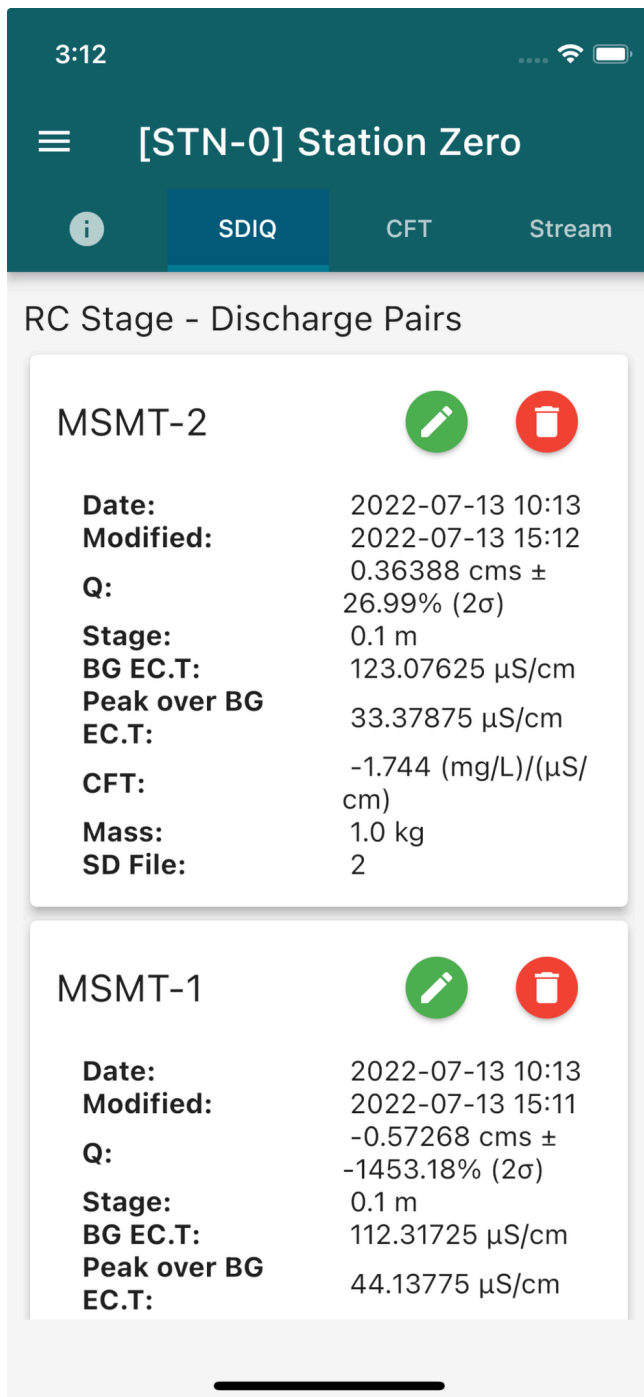 3:12
[STN-0] Station Zero
SDIQ CFT Stream
RC Stage - Discharge Pairs
MSMT-2
Date: 2022-07-13 10:13
Modified: 2022-07-13 15:12
Q: 0.36388 cms ±
26.99% (2σ)
Stage: 0.1 m
BG EC.T: 123.07625 µS/cm
Peak over BG
EC.T: 33.37875 µS/cm
CFT: -1.744 (mg/L)/(µS/
cm)
Mass: 1.0 kg
SD File: 2
MSMT-1
Date: 2022-07-13 10:13
Modified: 2022-07-13 15:11
Q: -0.57268 cms ±
-1453.18% (2σ)
Stage: 0.1 m
BG EC.T: 112.31725 µS/cm
Peak over BG
EC.T: 44.13775 µS/cm